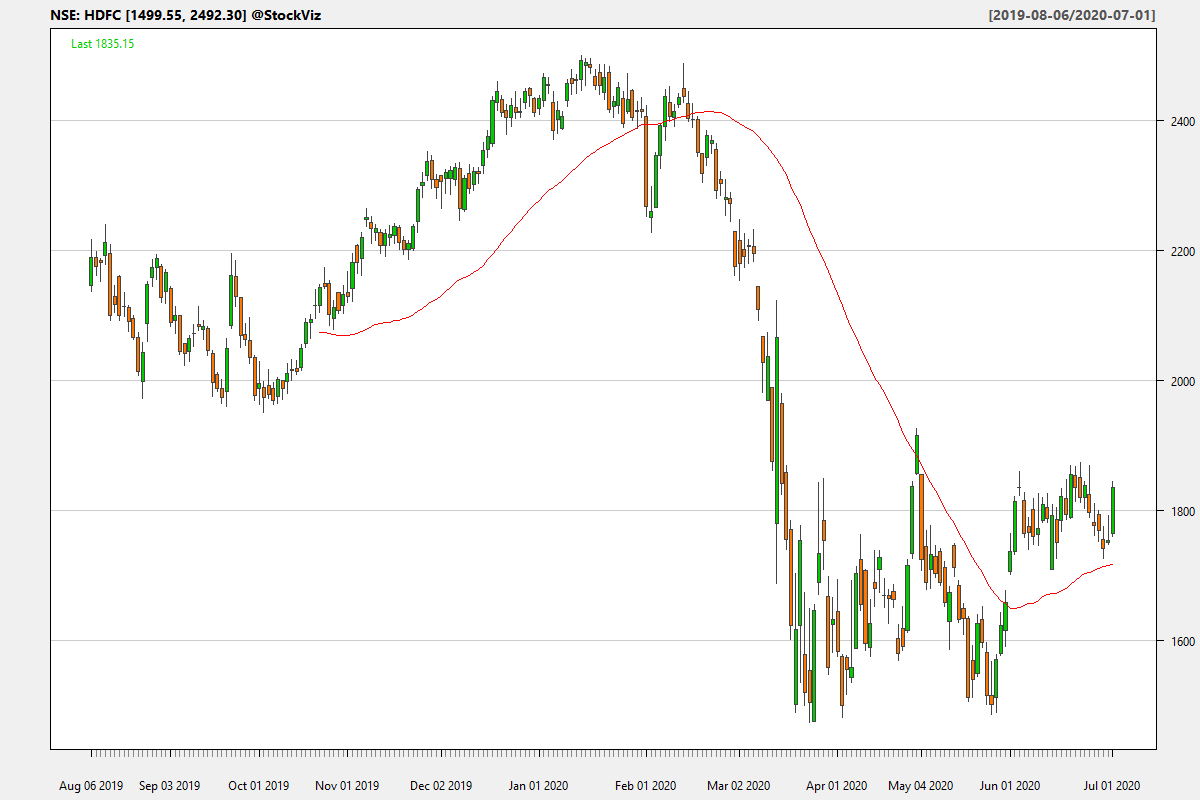 NSE: HDFC [1499.55, 2492.30] @StockViz [2019-08-06/2020-07-01]
Last 1835.15
2400
2200
2000
1800
1600
Aug 06 2019 Sep 03 2019 Oct 01 2019 Nov 01 2019 Dec 02 2019 Jan 01 2020 Feb 01 2020 Mar 02 2020 Apr 01 2020 May 04 2020 Jun 01 2020 Jul 01 2020